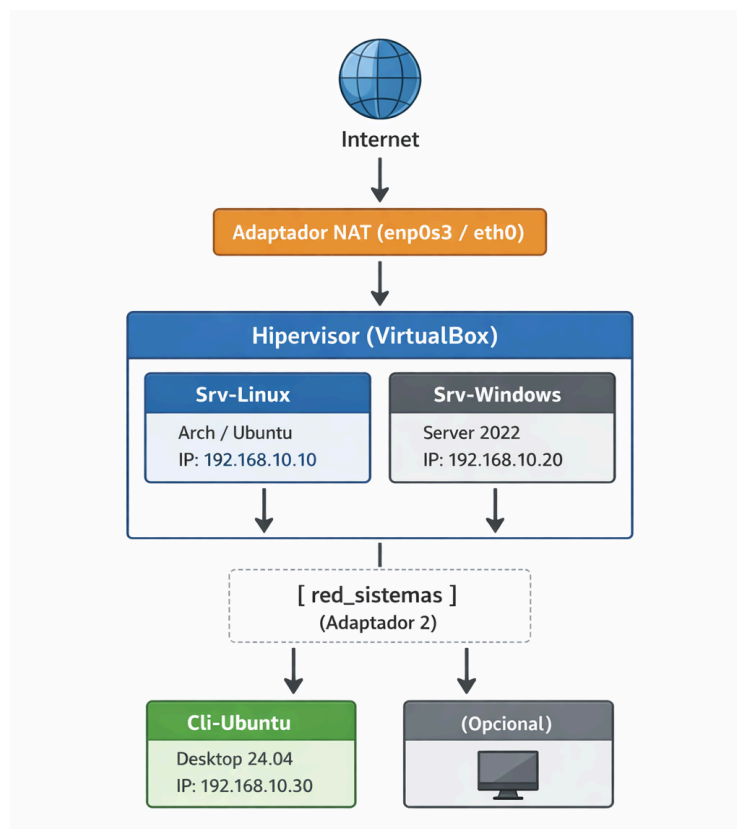 Internet
Adaptador NAT (enp0s3 / eth0)
Hipervisor (VirtualBox)
Srv-Linux
Arch / Ubuntu
IP: 192.168.10.10
Srv-Windows
Server 2022
IP: 192.168.10.20
[ red_sistemas ]
(Adaptador 2)
Cli-Ubuntu
Desktop 24.04
IP: 192.168.10.30
(Opcional)